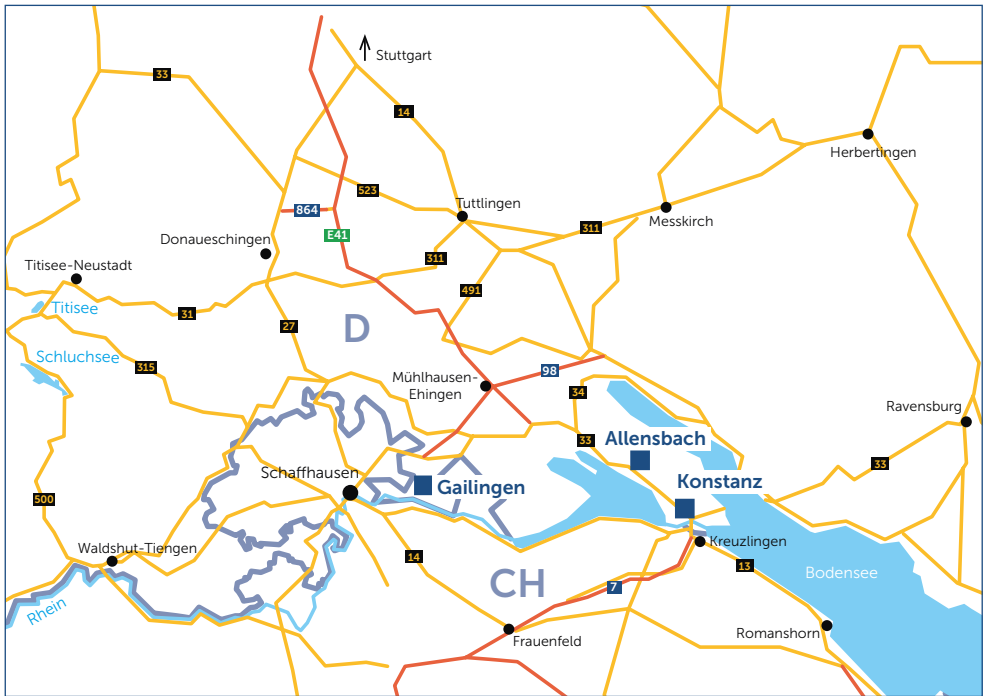 Stuttgart
33
14
Herbertingen
523
Tuttlingen
864
Messkirch
E41
311
Donaueschingen
311
Titisee-Neustadt
491
Titisee
31
27
D
Schluchsee
315
98
Mühlhausen-
Ehingen
34
Ravensburg
33
Allensbach
33
Schaffhausen
Konstanz
Gailingen
500
Kreuzlingen
Waldshut-Tiengen
14
13
Bodensee
CH
7
Rhein
Romanshorn
Frauenfeld